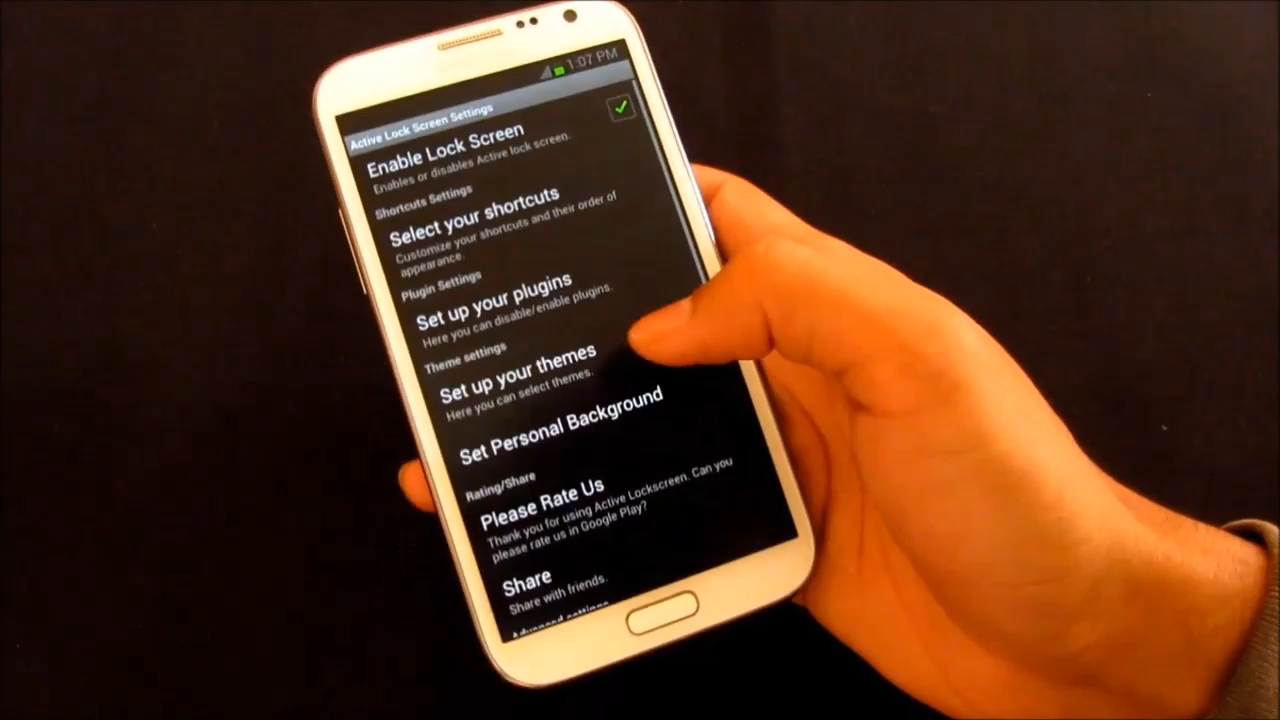 1:07 PM
Active Lock Screen Settings
Enable Lock Screen
Enables or disables Active lock screen.
Shortcuts Settings
Select your shortcuts
Customize your shortcuts and their order of
appearance.
Plugin Settings
Set up your plugins
Here you can disable/enable plugins.
Theme settings
Set up your themes
Here you can select themes.
Set Personal Background
Rating/Share
Please Rate Us
Thank you for using Active Lockscreen. Can you
please rate us in Google Play?
Share
Share with friends.
Advanced settings